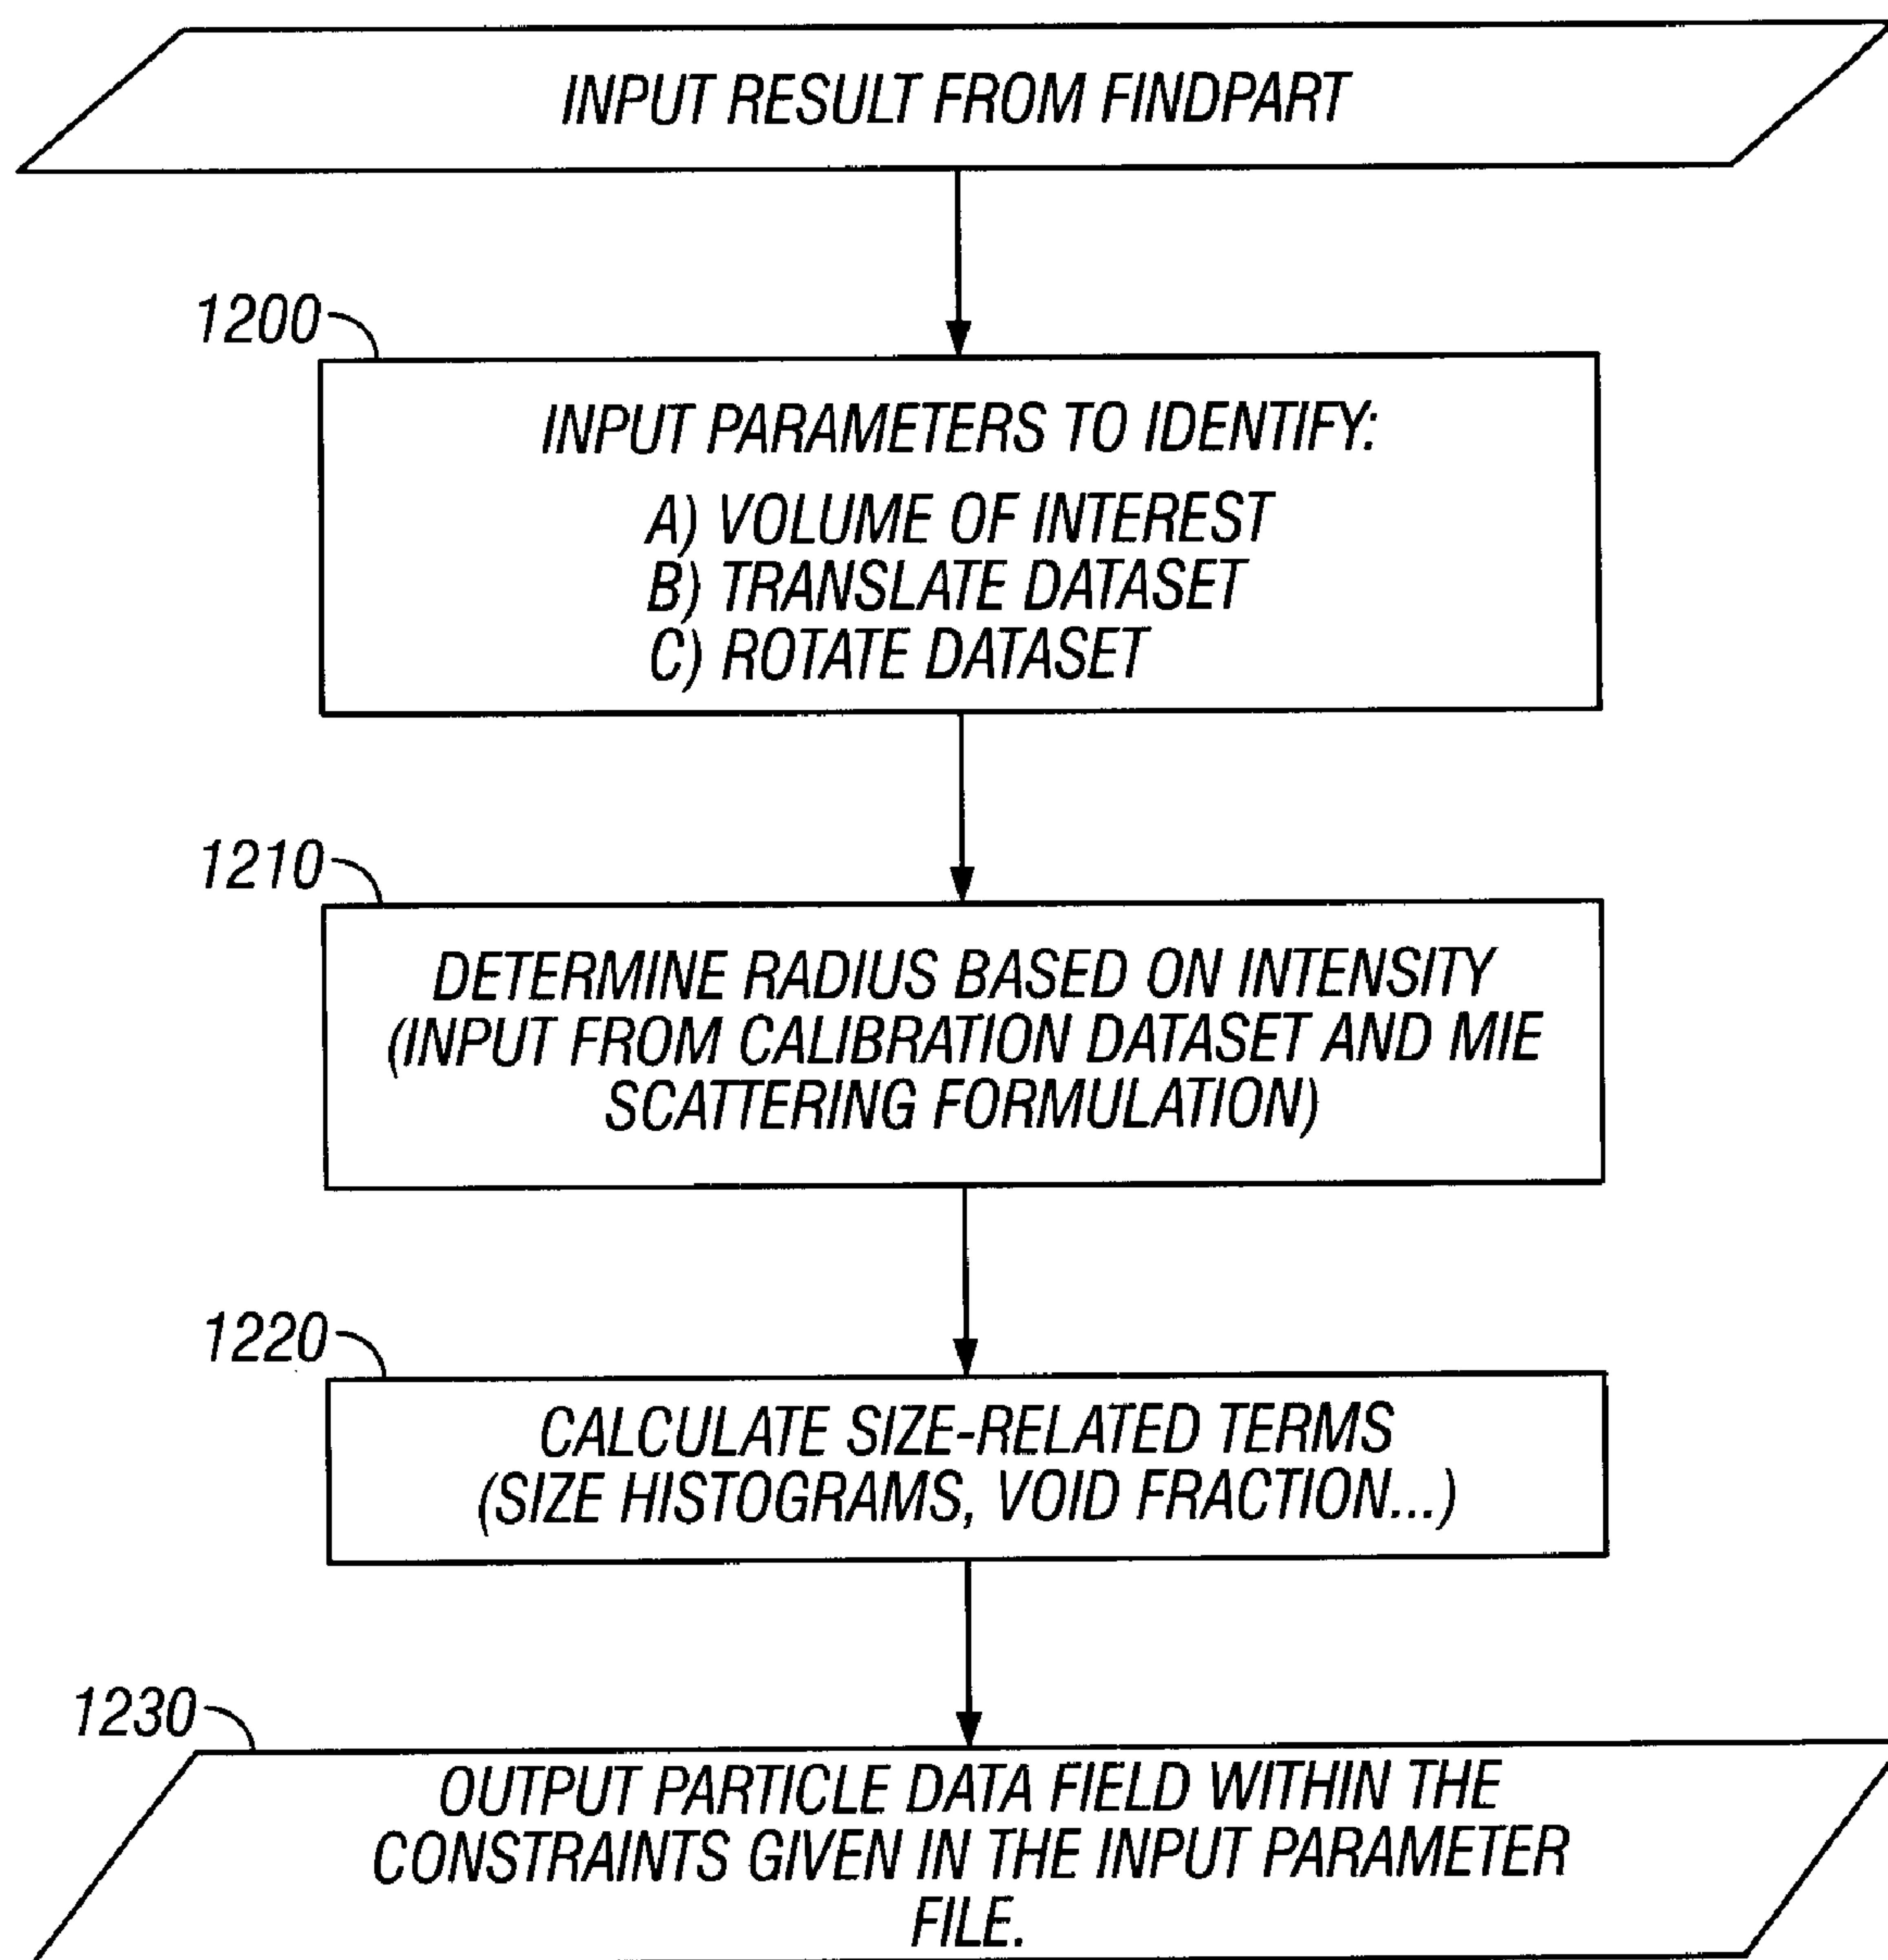 INPUT RESULT FROM FINDPART
1200
INPUT PARAMETERS TO IDENTIFY:
A) VOLUME OF INTEREST
B) TRANSLATE DATASET
C) ROTATE DATASET
1210
DETERMINE RADIUS BASED ON INTENSITY
(INPUT FROM CALIBRATION DATASET AND MIE
SCATTERING FORMULATION)
1220
CALCULATE SIZE-RELATED TERMS
(SIZE HISTOGRAMS, VOID FRACTION...)
1230
OUTPUT PARTICLE DATA FIELD WITHIN THE
CONSTRAINTS GIVEN IN THE INPUT PARAMETER
FILE.